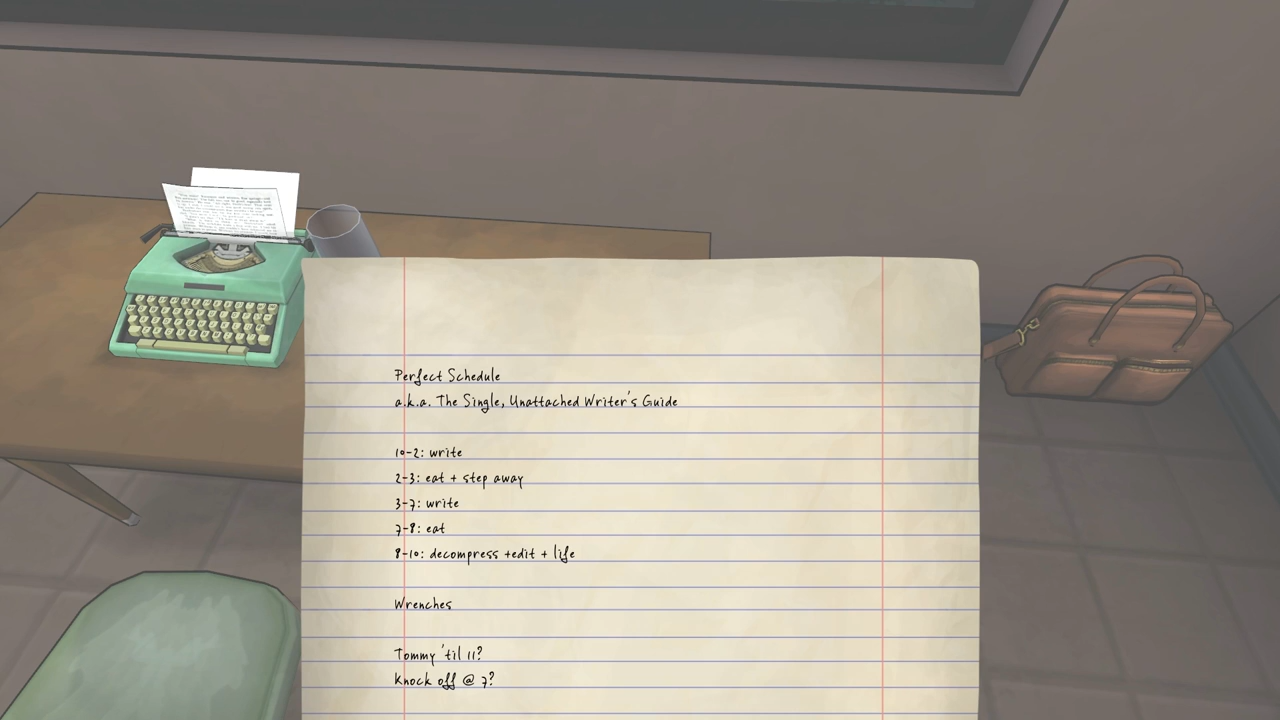 Perfect Schedule
a.k.a. The Single, Unattached Writer's Guide
10-2: write
2-3: eat + step away
3-7: write
7-8: eat
8-10: decompress +edit + life
Wrenches
Tommy 'til 11?
Knock off @ 7?